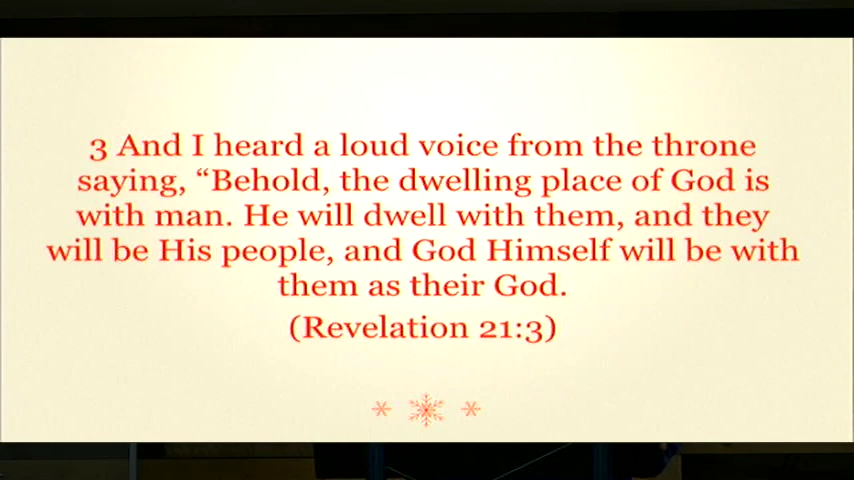 3 And I heard a loud voice from the throne
saying, “Behold, the dwelling place of God is
with man. He will dwell with them, and they
will be His people, and God Himself will be with
them as their God.
(Revelation 21:3)